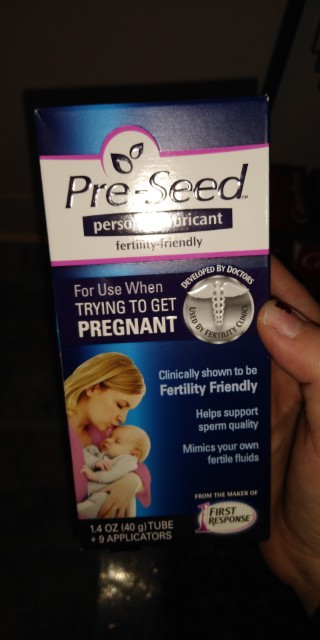 Pre-Seed™
personal lubricant
fertility-friendly
For Use When
TRYING TO GET
PREGNANT
DEVELOPED BY DOCTORS
USED BY FERTILITY CLINICS
Clinically shown to be
Fertility Friendly
Helps support
sperm quality
Mimics your own
fertile fluids
FROM THE MAKER OF
FIRST
RESPONSE
1.4 OZ (40 g) TUBE
+ 9 APPLICATORS